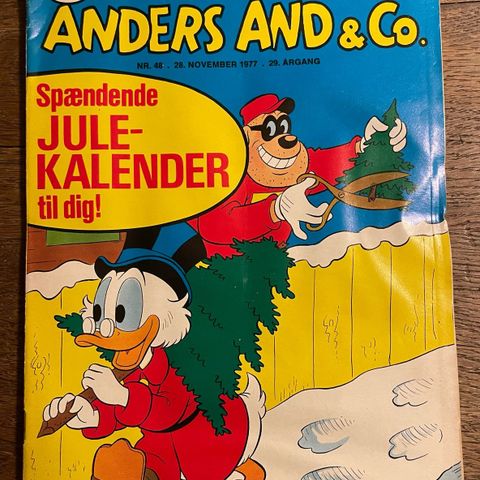 ANDERS AND & Co.
NR. 48 . 28. NOVEMBER 1977 . 29. ÅRGANG
Spændende
JULE-
KALENDER
til dig!